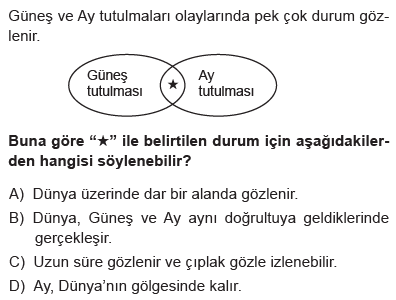 Güneş ve Ay tutulmaları olaylarında pek çok durum göz-
lenir.
Güneş
tutulması
★
Ay
tutulması
Buna göre “★” ile belirtilen durum için aşağıdakiler-
den hangisi söylenebilir?
A) Dünya üzerinde dar bir alanda gözlenir.
B) Dünya, Güneş ve Ay aynı doğrultuya geldiklerinde
gerçekleşir.
C) Uzun süre gözlenir ve çıplak gözle izlenebilir.
D) Ay, Dünya’nın gölgesinde kalır.